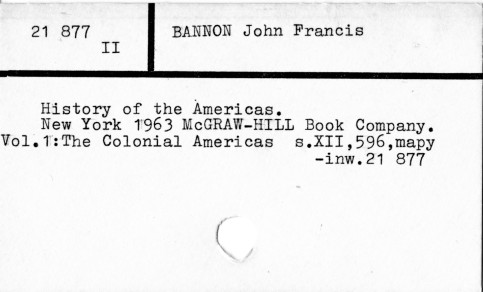 21 877
II
BANNON John Francis
History of the Americas.
New York 1963 McGRAW-HILL Book Company.
Vol.1:The Colonial Americas s.XII,596,mapy
-inw.21 877